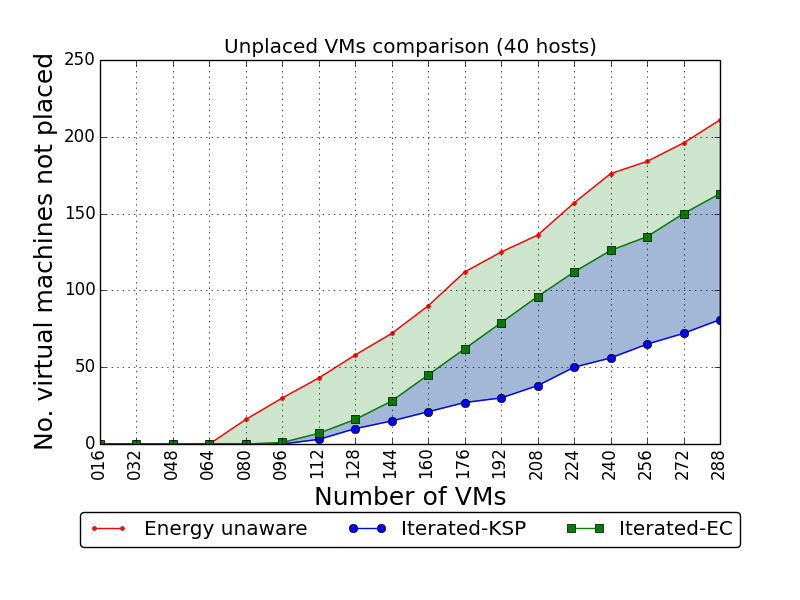 Unplaced VMs comparison (40 hosts)
No. virtual machines not placed
250
200
150
100
50
0
016 032 048 064 080 096 112 128 144 160 176 192 208 224 240 256 272 288
Number of VMs
Energy unaware Iterated-KSP Iterated-EC